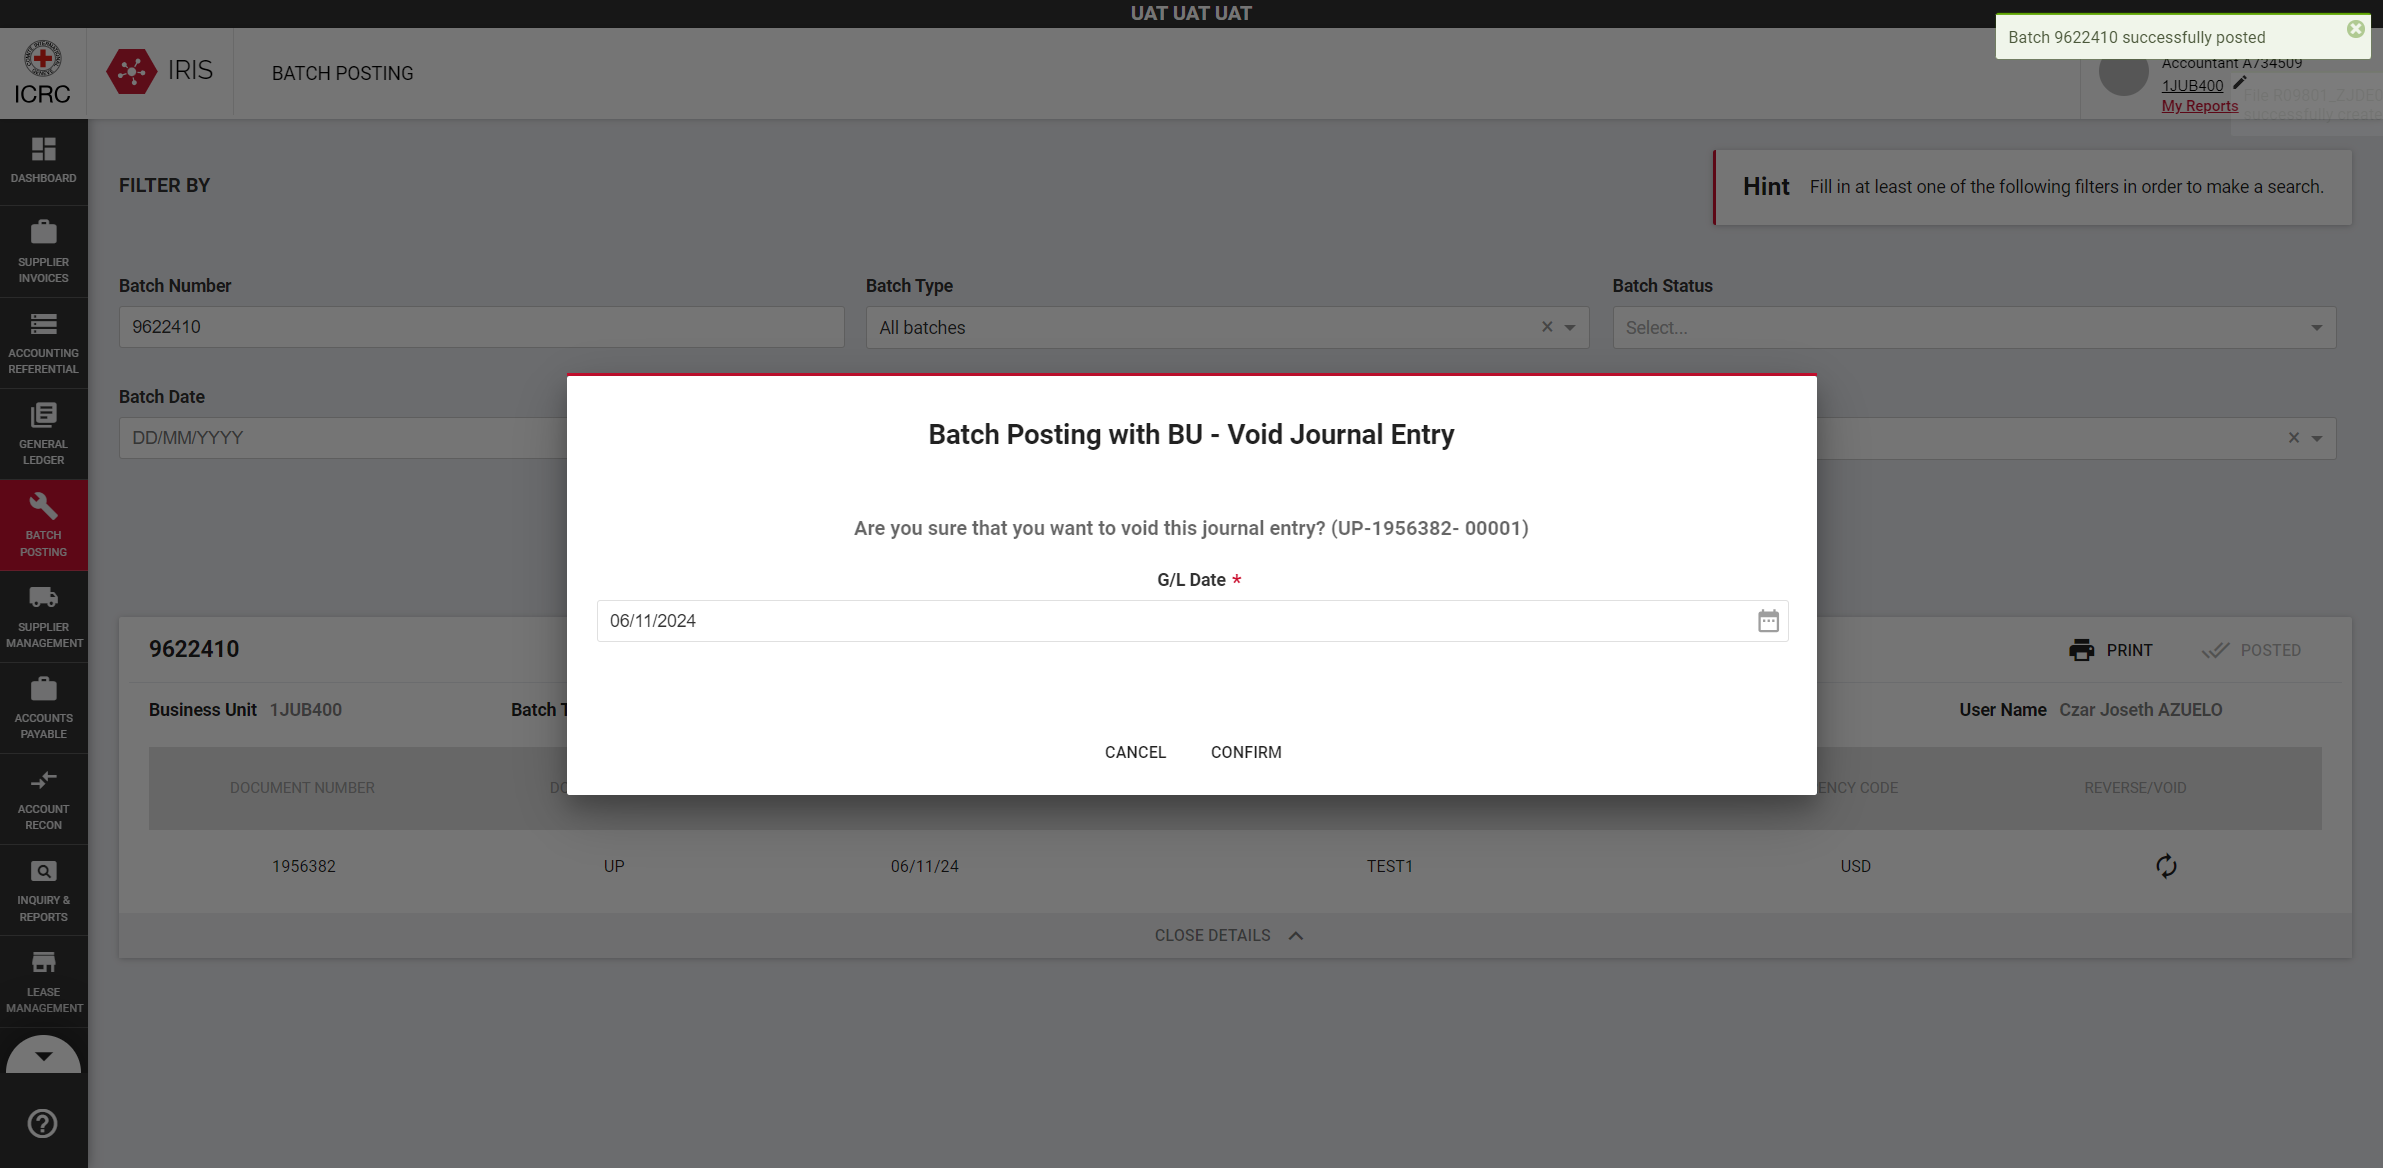 UAT UAT UAT
Batch 9622410 successfully posted
ICRC
IRIS
BATCH POSTING
Accountant A734509
1JUB400
My Reports
File R09801_ZJDE0
successfully create
DASHBOARD
SUPPLIER
INVOICES
ACCOUNTING
REFERENTIAL
GENERAL
LEDGER
BATCH
POSTING
SUPPLIER
MANAGEMENT
ACCOUNTS
PAYABLE
ACCOUNT
RECON
INQUIRY &
REPORTS
LEASE
MANAGEMENT
FILTER BY
Hint Fill in at least one of the following filters in order to make a search.
Batch Number
9622410
Batch Type
All batches
Batch Status
Select...
Batch Date
DD/MM/YYYY
Batch Posting with BU - Void Journal Entry
Are you sure that you want to void this journal entry? (UP-1956382- 00001)
G/L Date *
06/11/2024
CANCEL CONFIRM
9622410
PRINT
POSTED
Business Unit 1JUB400
Batch T
User Name Czar Joseth AZUELO
DOCUMENT NUMBER DO ENCY CODE REVERSE/VOID
1956382 UP 06/11/24 TEST1 USD
CLOSE DETAILS